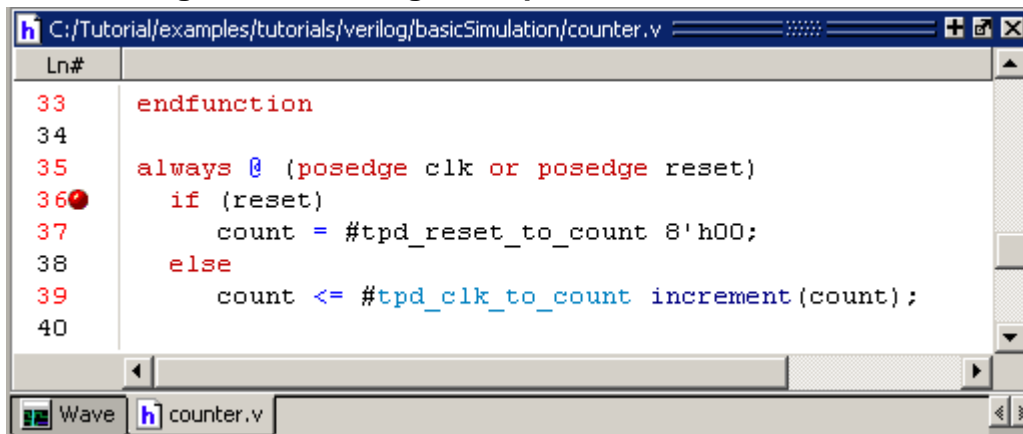 C:/Tutorial/examples/tutorials/verilog/basicSimulation/counter.v
Ln#
33 endfunction
34
35 always @ (posedge clk or posedge reset)
36 if (reset)
37 count = #tpd_reset_to_count 8'h00;
38 else
39 count <= #tpd_clk_to_count increment(count);
40
Wave counter.v